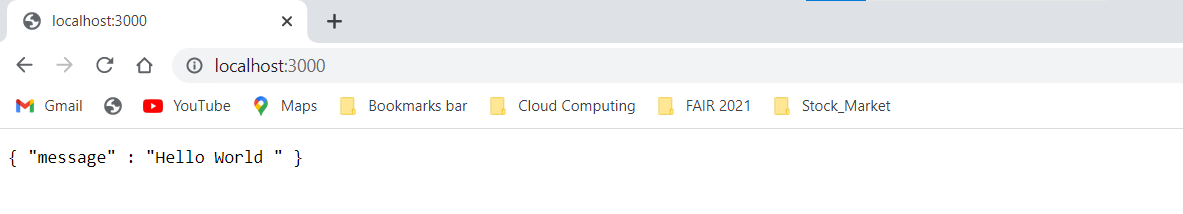 localhost:3000
localhost:3000
Gmail YouTube Maps Bookmarks bar Cloud Computing FAIR 2021 Stock_Market
{ "message" : "Hello World " }